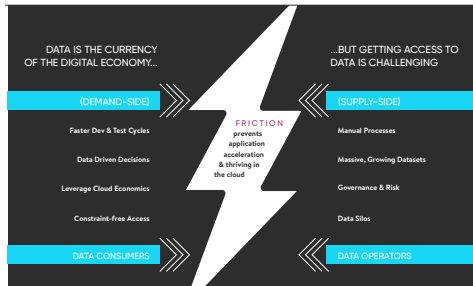 DATA IS THE CURRENCY
OF THE DIGITAL ECONOMY...
(DEMAND-SIDE)
Faster Dev & Test Cycles
Data Driven Decisions
Leverage Cloud Economics
Constraint-free Access
DATA CONSUMERS
FRICTION
prevents
application
acceleration
& thriving in
the cloud
...BUT GETTING ACCESS TO
DATA IS CHALLENGING
(SUPPLY-SIDE)
Manual Processes
Massive, Growing Datasets
Governance & Risk
Data Silos
DATA OPERATORS